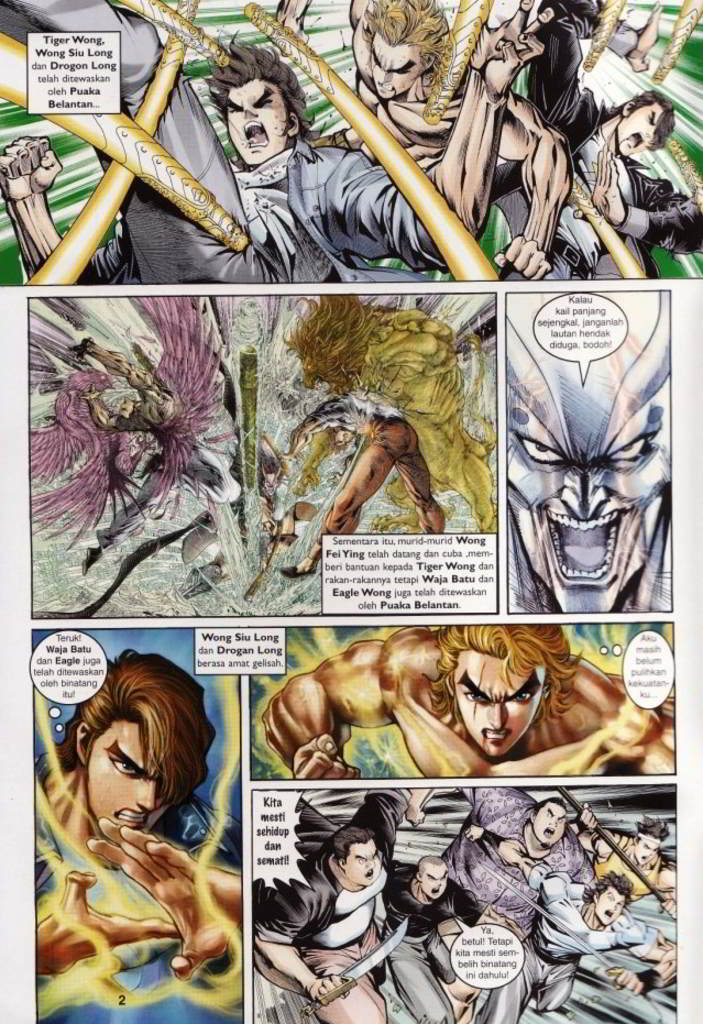 Tiger Wong,
Wong Siu Long
dan Drogon Long
telah ditewaskan
oleh Puaka
Belantan...
Kalau
kail panjang
sejengkal, janganlah
lautan hendak
diduga, bodoh!
Sementara itu, murid-murid Wong
Fei Ying telah datang dan cuba ,mem-
beri bantuan kepada Tiger Wong dan
rakan-rakannya tetapi Waja Batu dan
Eagle Wong juga telah ditewaskan
oleh Puaka Belantan.
Teruk!
Waja Batu
dan Eagle juga
telah ditewaskan
oleh binatang
itu!
Wong Siu Long
dan Drogan Long
berasa amat gelisah.
Aku
masih
belum
pulihkan
kekuatan-
ku...
Kita
mesti
sehidup
dan
semati!
Ya,
betul! Tetapi
kita mesti sem-
belih binatang
ini dahulu!
2